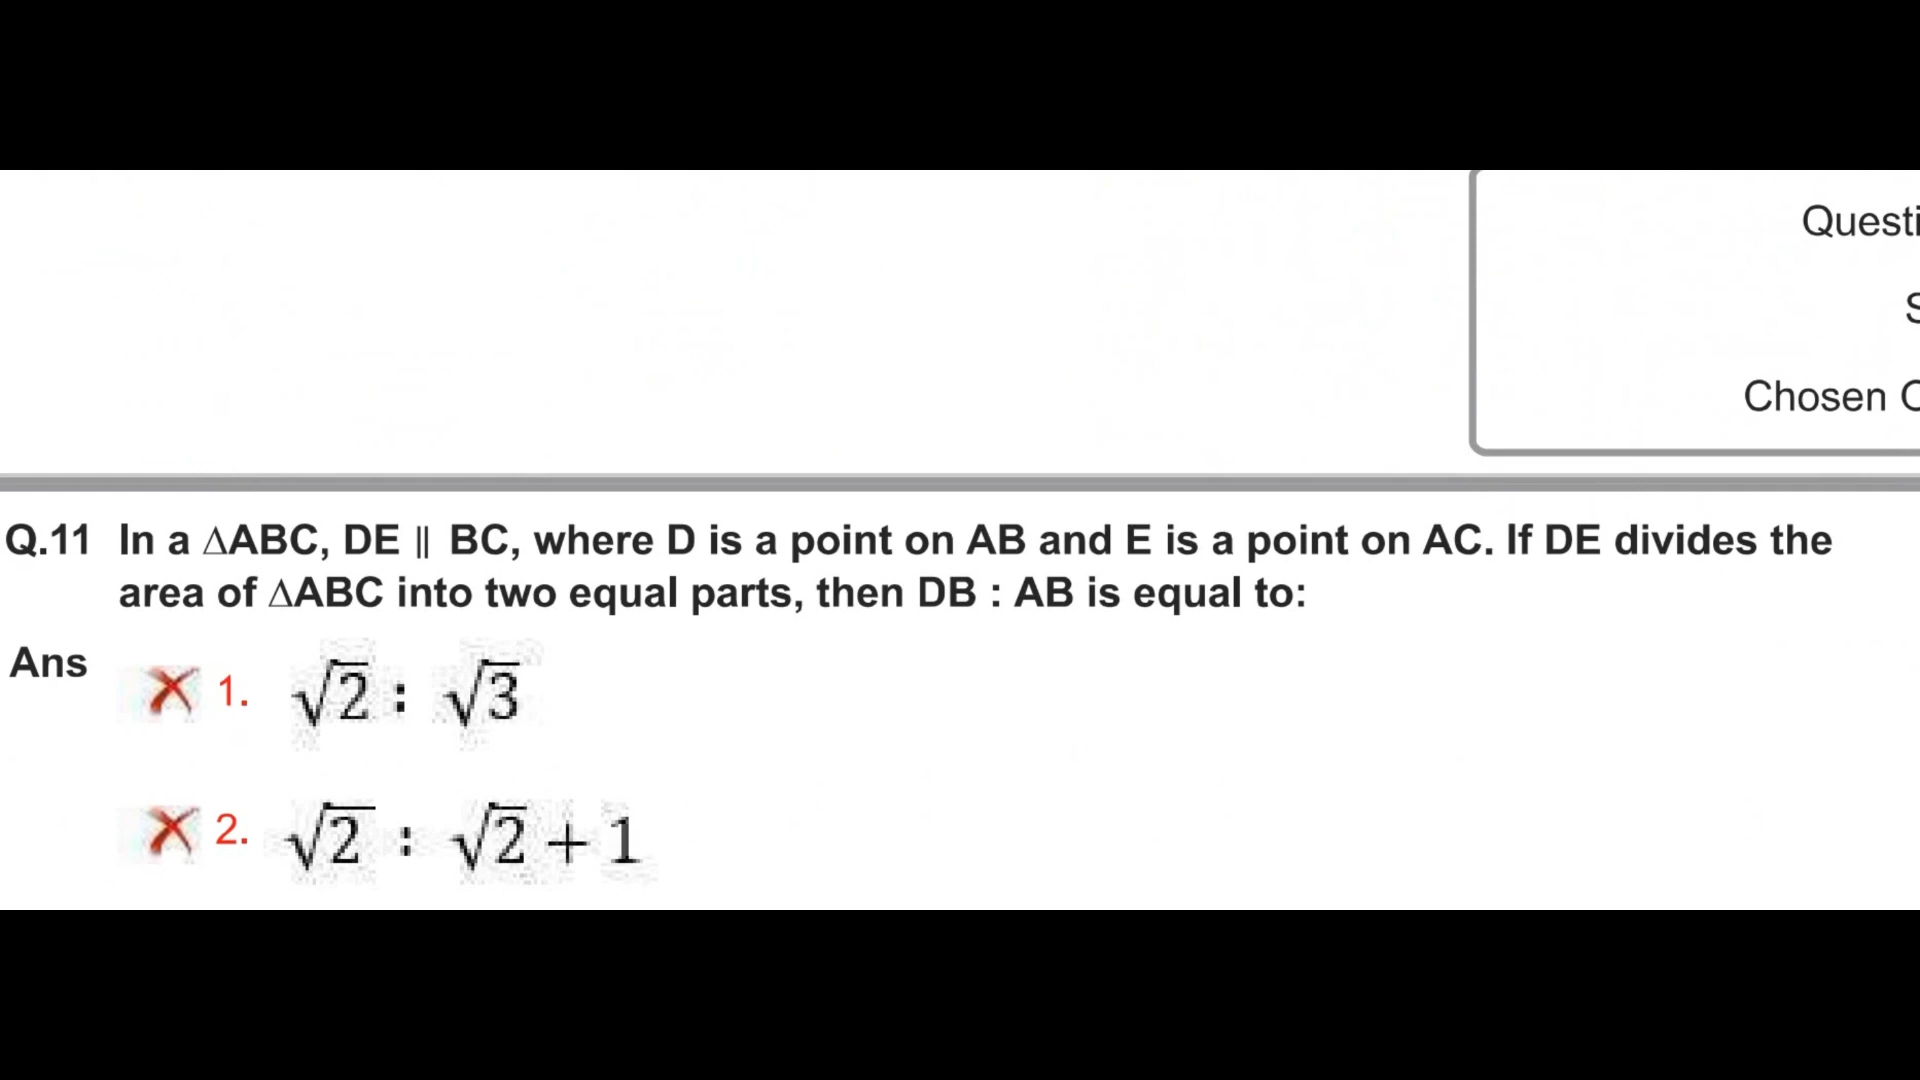 Questi
S
Chosen O
Q.11 In a △ABC, DE ∥ BC, where D is a point on AB and E is a point on AC. If DE divides the
area of △ABC into two equal parts, then DB : AB is equal to:
Ans
1. √2 : √3
2. √2 : √2 + 1